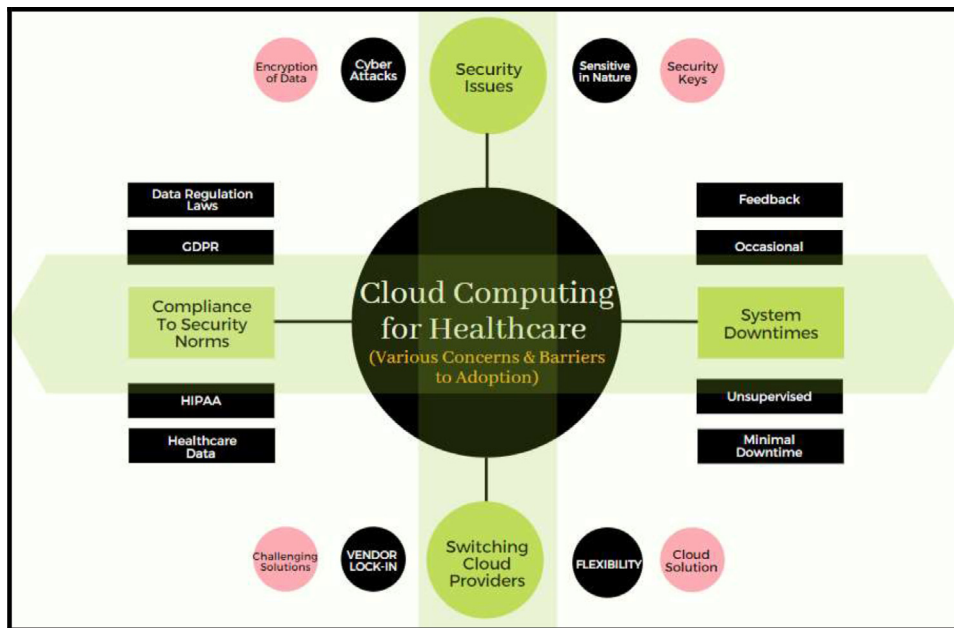 Encryption
of Data
Cyber
Attacks
Security
Issues
Sensitive
in Nature
Security
Keys
Data Regulation
Laws
GDPR
Compliance
To Security
Norms
HIPAA
Healthcare
Data
Cloud Computing
for Healthcare
(Various Concerns & Barriers
to Adoption)
Feedback
Occasional
System
Downtimes
Unsupervised
Minimal
Downtime
Challenging
Solutions
VENDOR
LOCK-IN
Switching
Cloud
Providers
FLEXIBILITY
Cloud
Solution